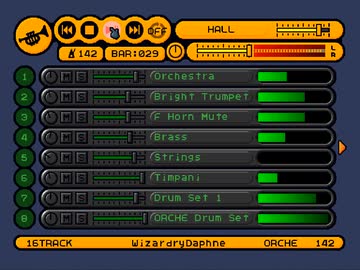 OFF
HALL
142 BAR:029
L
R
1 M S Orchestra
2 M S Bright Trumpet
3 M S F Horn Mute
4 M S Brass
5 M S Strings
6 M S Timpani
7 M S Drum Set 1
8 M S ORCHE Drum Set
16TRACK WizardryDaphne ORCHE 142